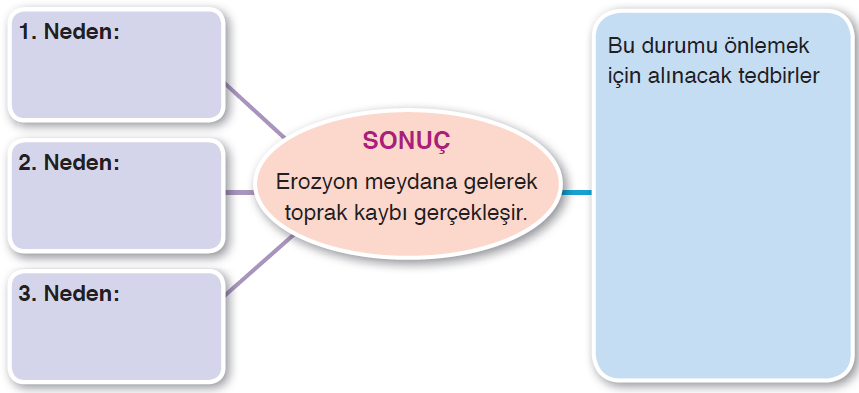 1. Neden:
2. Neden:
3. Neden:
SONUÇ
Erozyon meydana gelerek
toprak kaybı gerçekleşir.
Bu durumu önlemek
için alınacak tedbirler